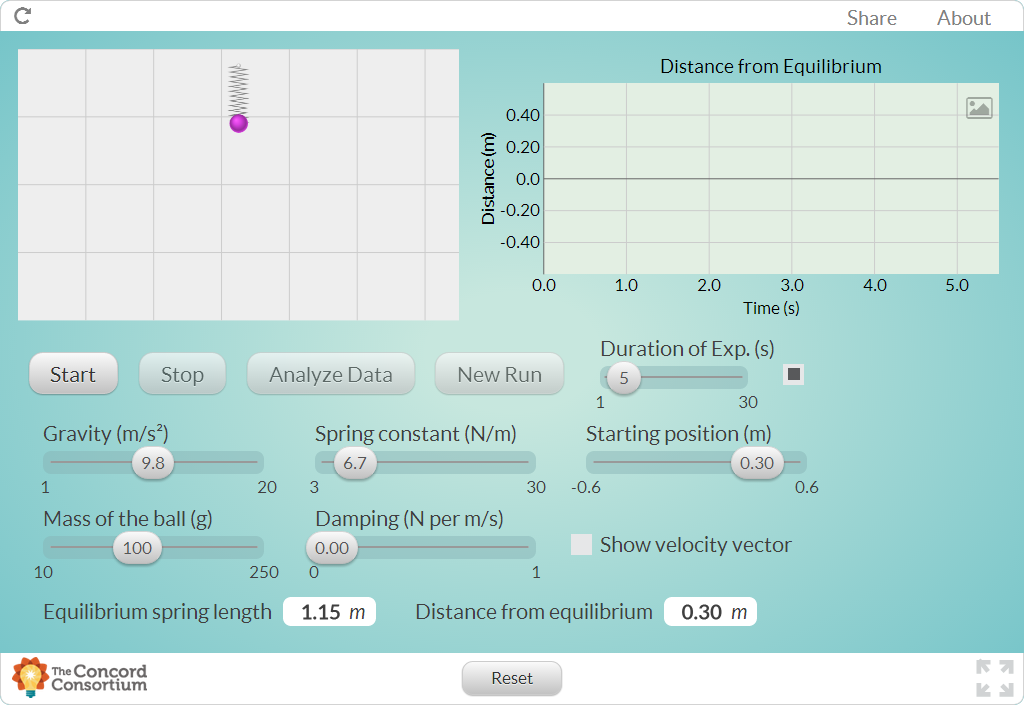 Share About
Distance from Equilibrium
0.40
0.20
0.0
-0.20
-0.40
Distance (m)
0.0 1.0 2.0 3.0 4.0 5.0
Time (s)
Start Stop Analyze Data New Run
Duration of Exp. (s)
5
1 30
Gravity (m/s²) Spring constant (N/m) Starting position (m)
9.8 6.7 0.30
1 20 3 30 -0.6 0.6
Mass of the ball (g) Damping (N per m/s)
100 0.00
Show velocity vector
10 250 0 1
Equilibrium spring length 1.15 m Distance from equilibrium 0.30 m
The Concord
Consortium
Reset